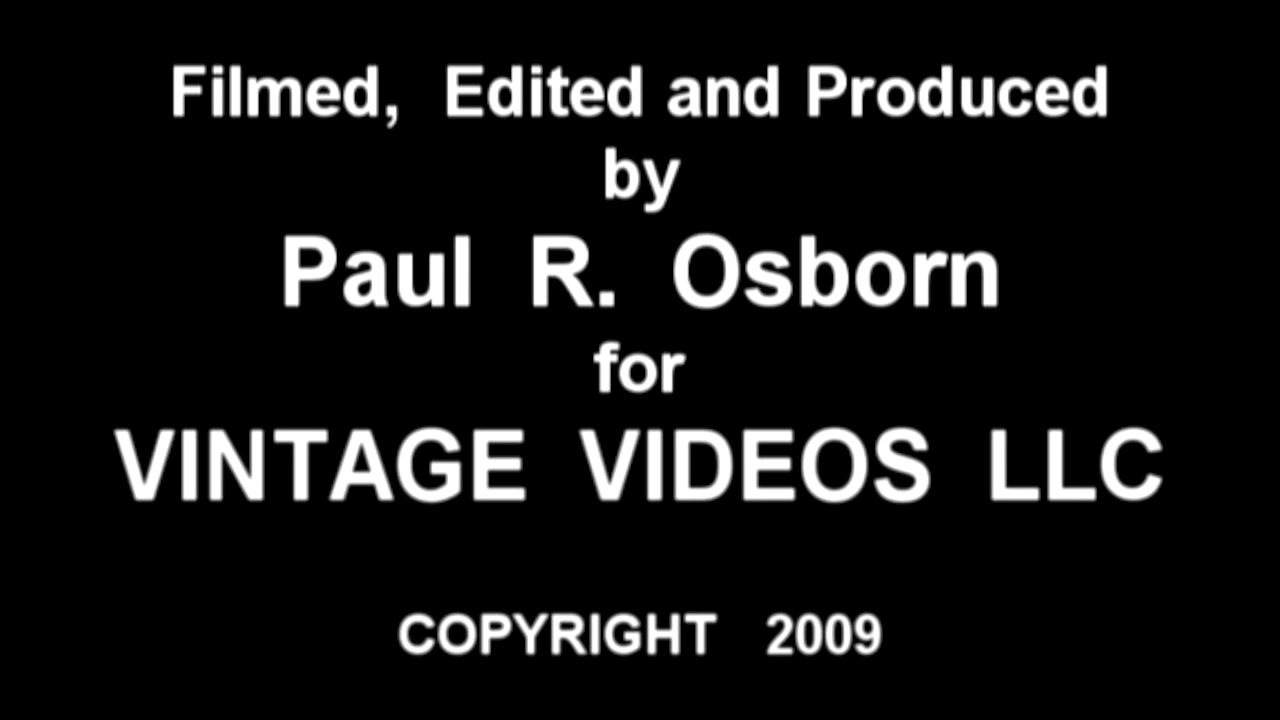 Filmed, Edited and Produced
by
Paul R. Osborn
for
VINTAGE VIDEOS LLC
COPYRIGHT 2009